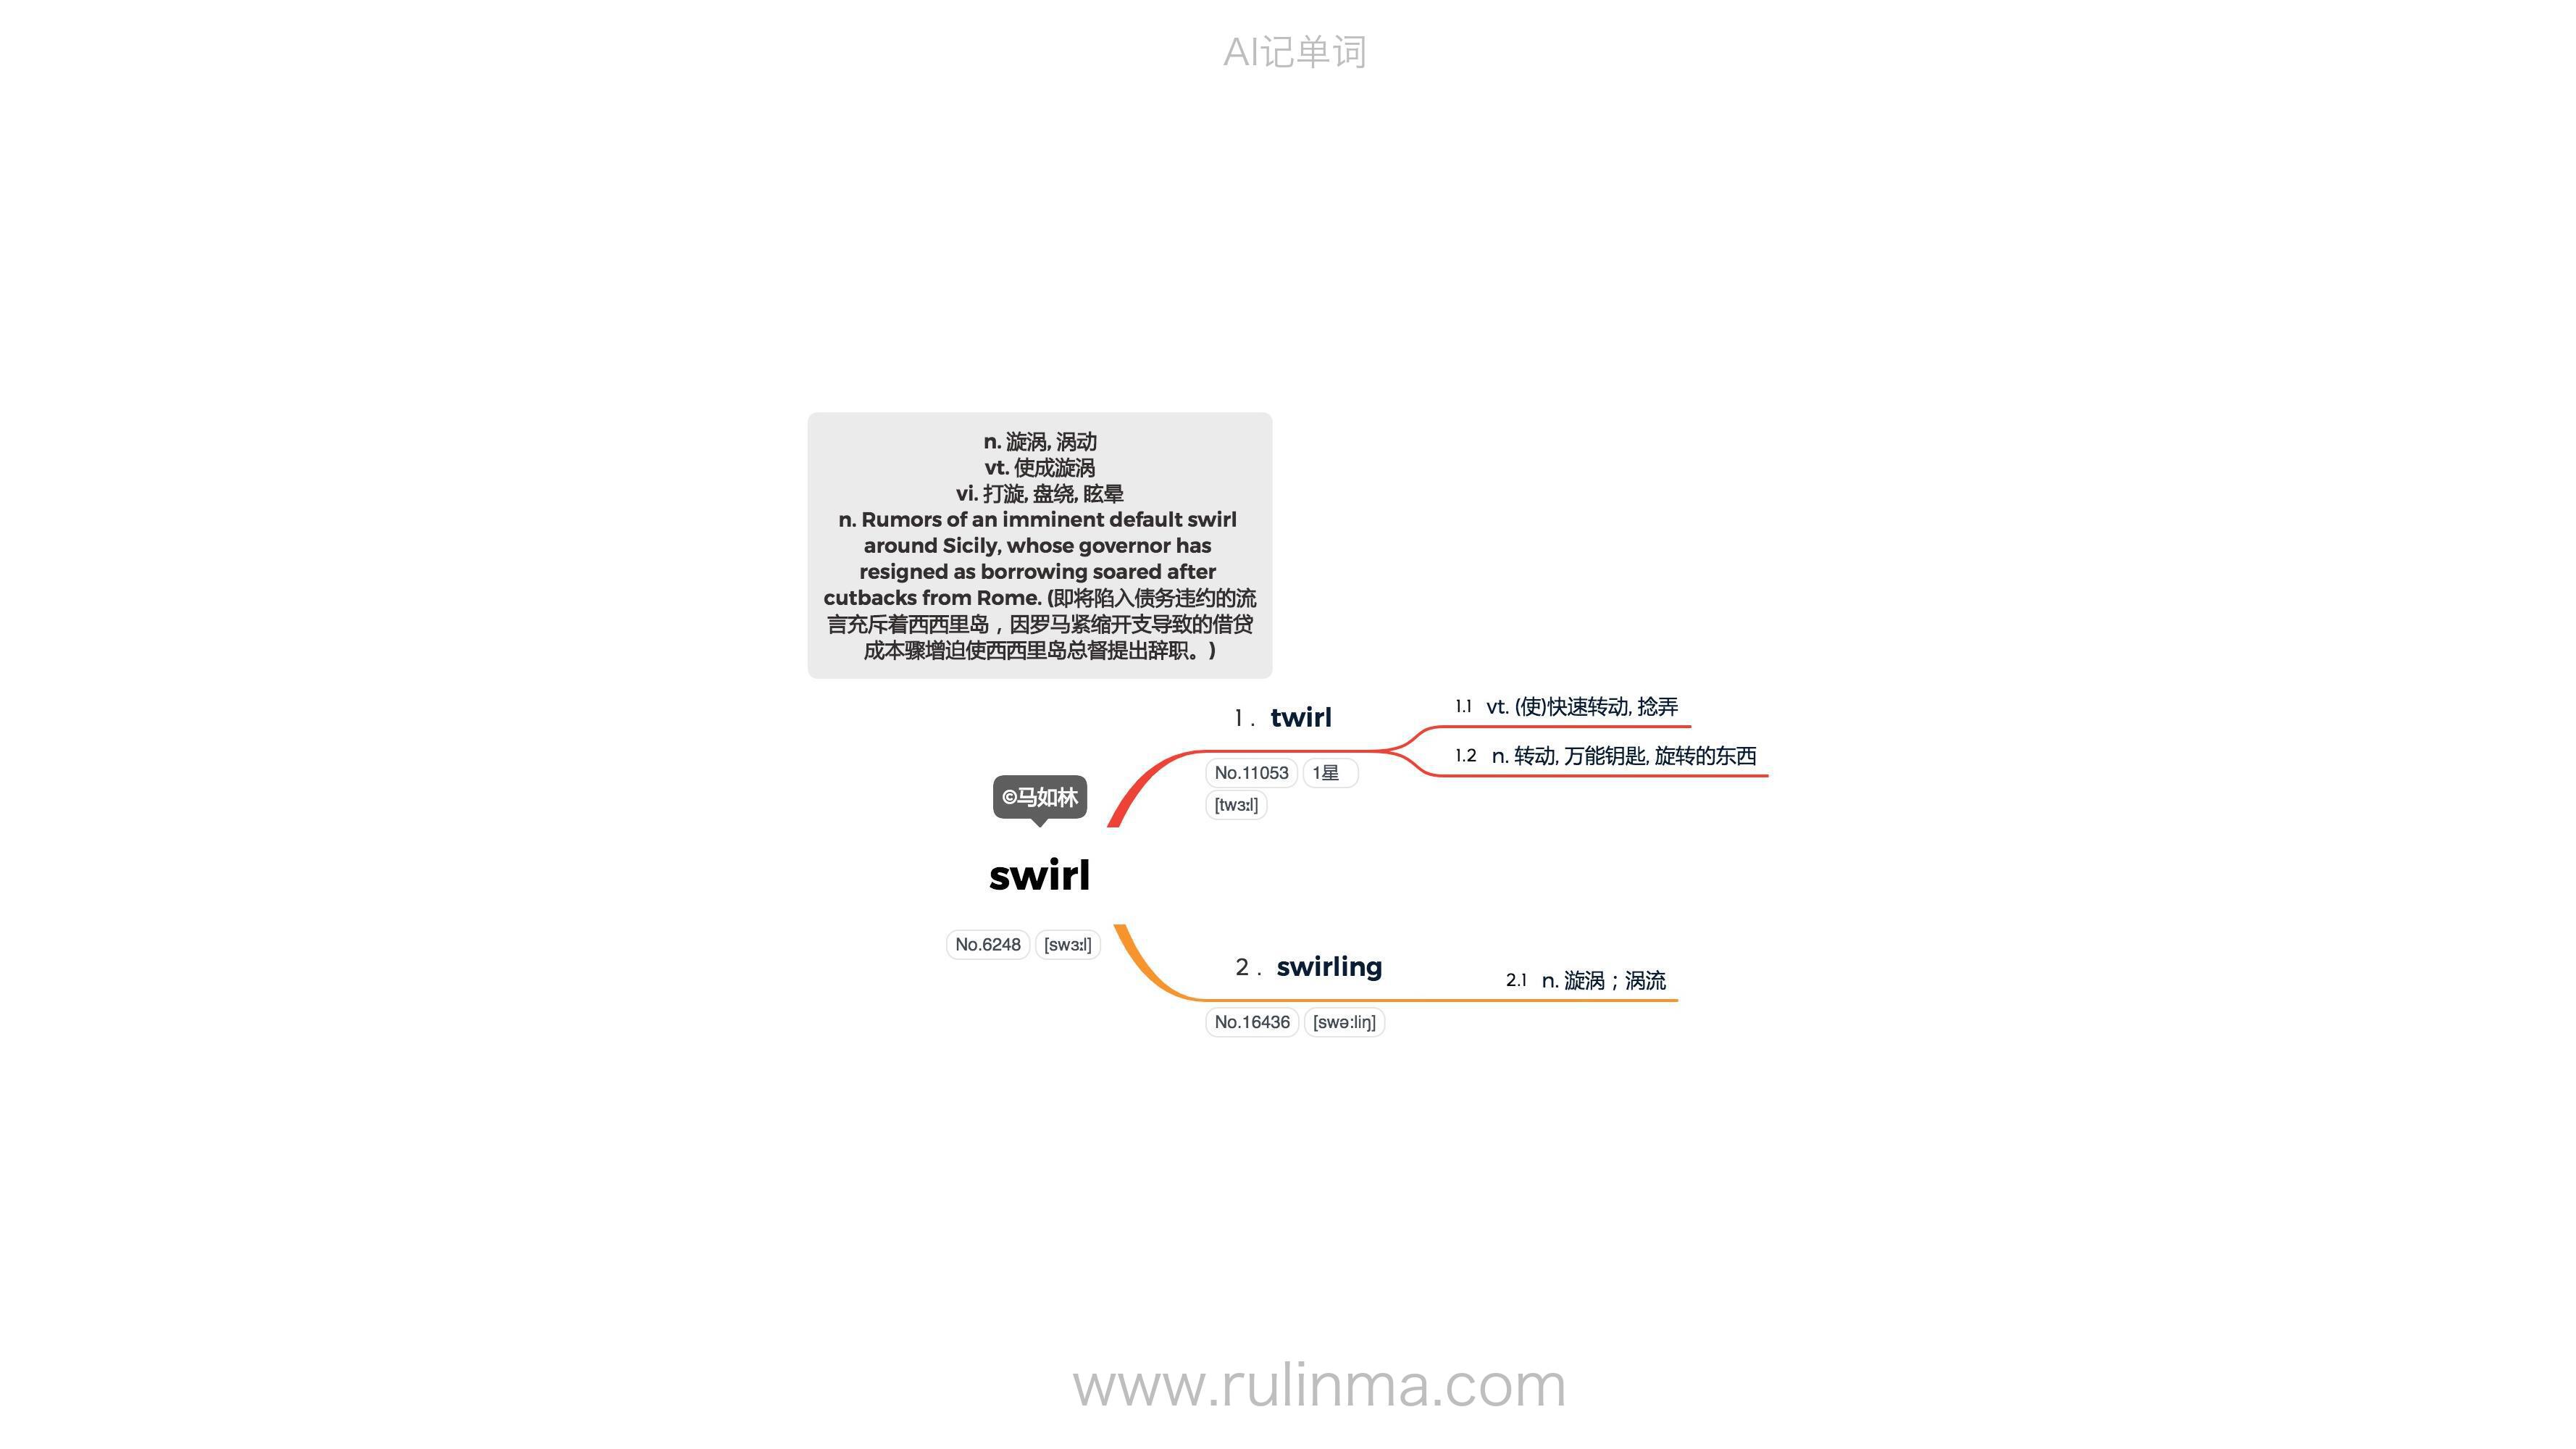 AI记单词
n. 漩涡, 涡动
vt. 使成漩涡
vi. 打漩, 盘绕, 眩晕
n. Rumors of an imminent default swirl
around Sicily, whose governor has
resigned as borrowing soared after
cutbacks from Rome. (即将陷入债务违约的流
言充斥着西西里岛，因罗马紧缩开支导致的借贷
成本骤增迫使西西里岛总督提出辞职。)
©马如林
swirl
No.6248 [swɜːl]
1. twirl
No.11053 1星
[twɜːl]
1.1 vt. (使)快速转动, 捻弄
1.2 n. 转动, 万能钥匙, 旋转的东西
2. swirling
No.16436 [swə:liŋ]
2.1 n. 漩涡；涡流
www.rulinma.com